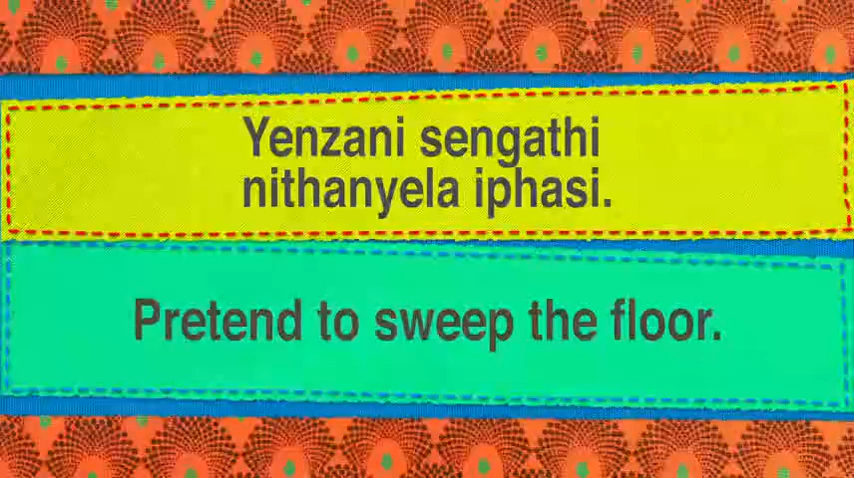 Yenzani sengathi
nithanyela iphasi.
Pretend to sweep the floor.